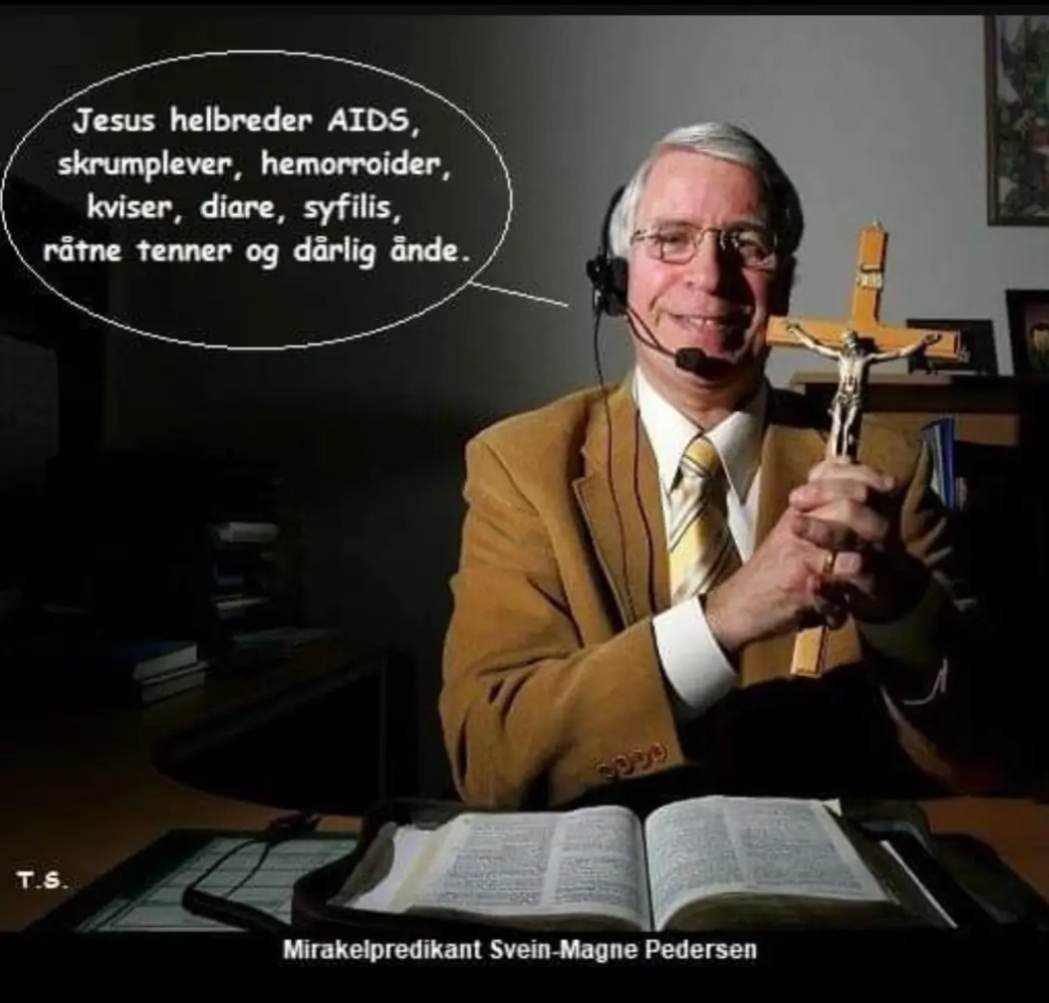 Jesus helbreder AIDS,
skrumplever, hemorroider,
kviser, diare, syfilis,
råtne tenner og dårlig ånde.
T.S.
Mirakelpredikant Svein-Magne Pedersen